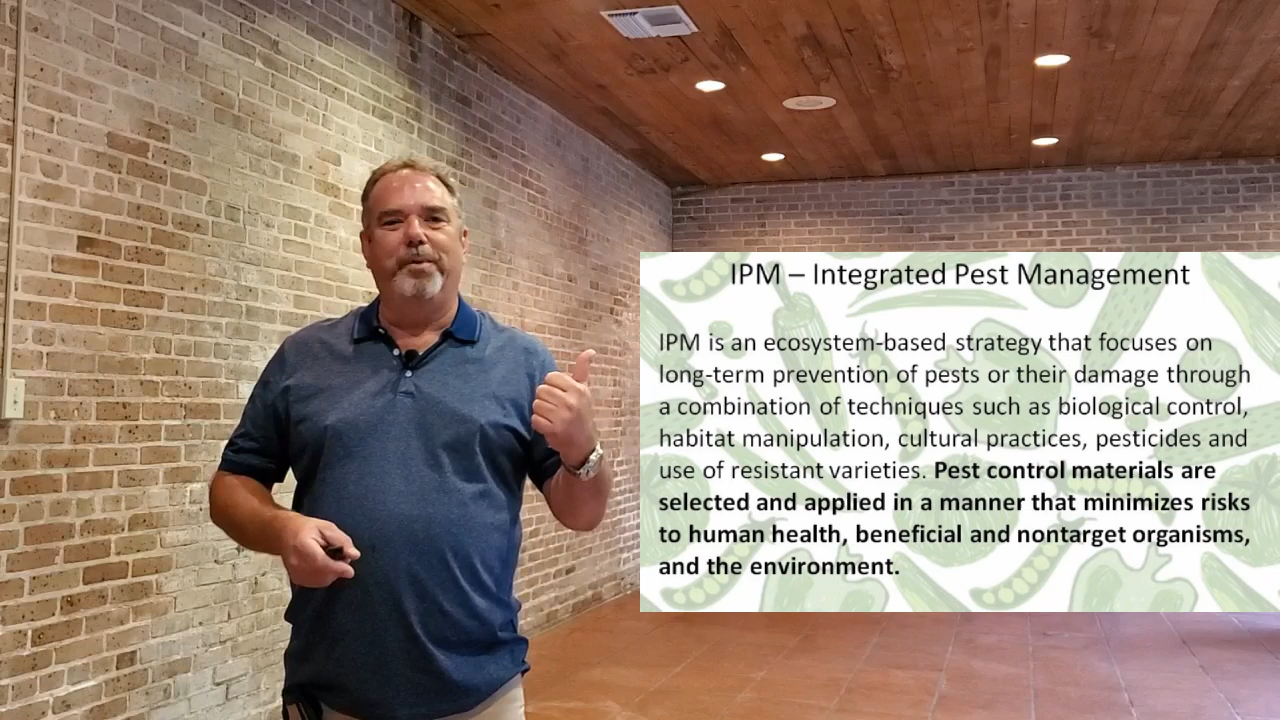 IPM – Integrated Pest Management
IPM is an ecosystem-based strategy that focuses on
long-term prevention of pests or their damage through
a combination of techniques such as biological control,
habitat manipulation, cultural practices, pesticides and
use of resistant varieties. Pest control materials are
selected and applied in a manner that minimizes risks
to human health, beneficial and nontarget organisms,
and the environment.